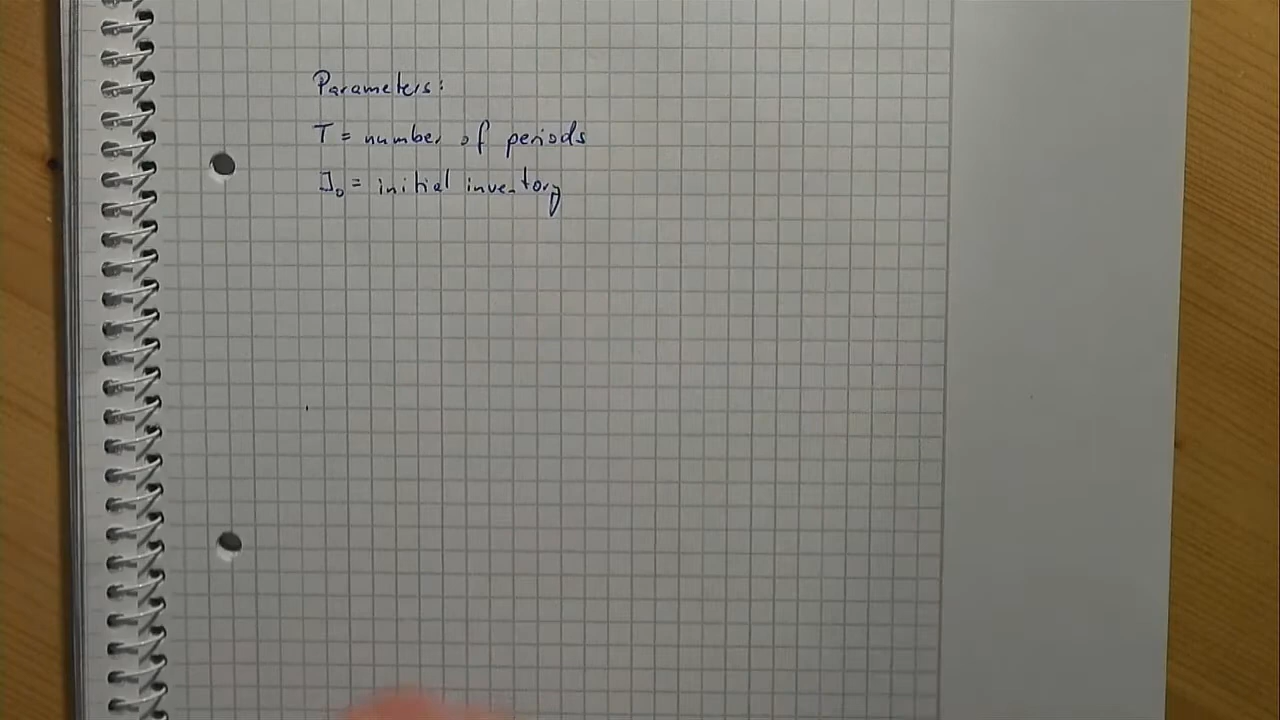 Parameters:
T = number of periods
I₀ = initial inventory